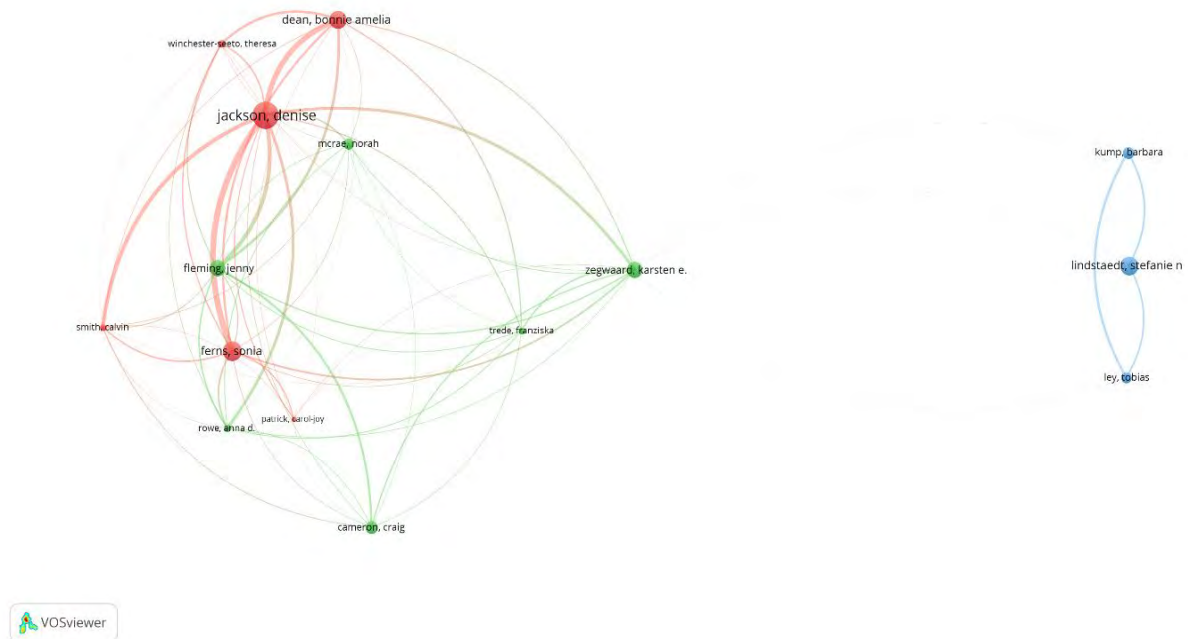 dean, bonnie amelia
winchester-seeto, theresa
jackson, denise
mcrae, norah
kump, barbara
fleming, jenny
zegwaard, karsten e.
lindstaedt, stefanie n
smith, calvin
trede, franziska
ferns, sonia
ley, tobias
patrick, carol-joy
rowe, anna d.
cameron, craig
VOSviewer